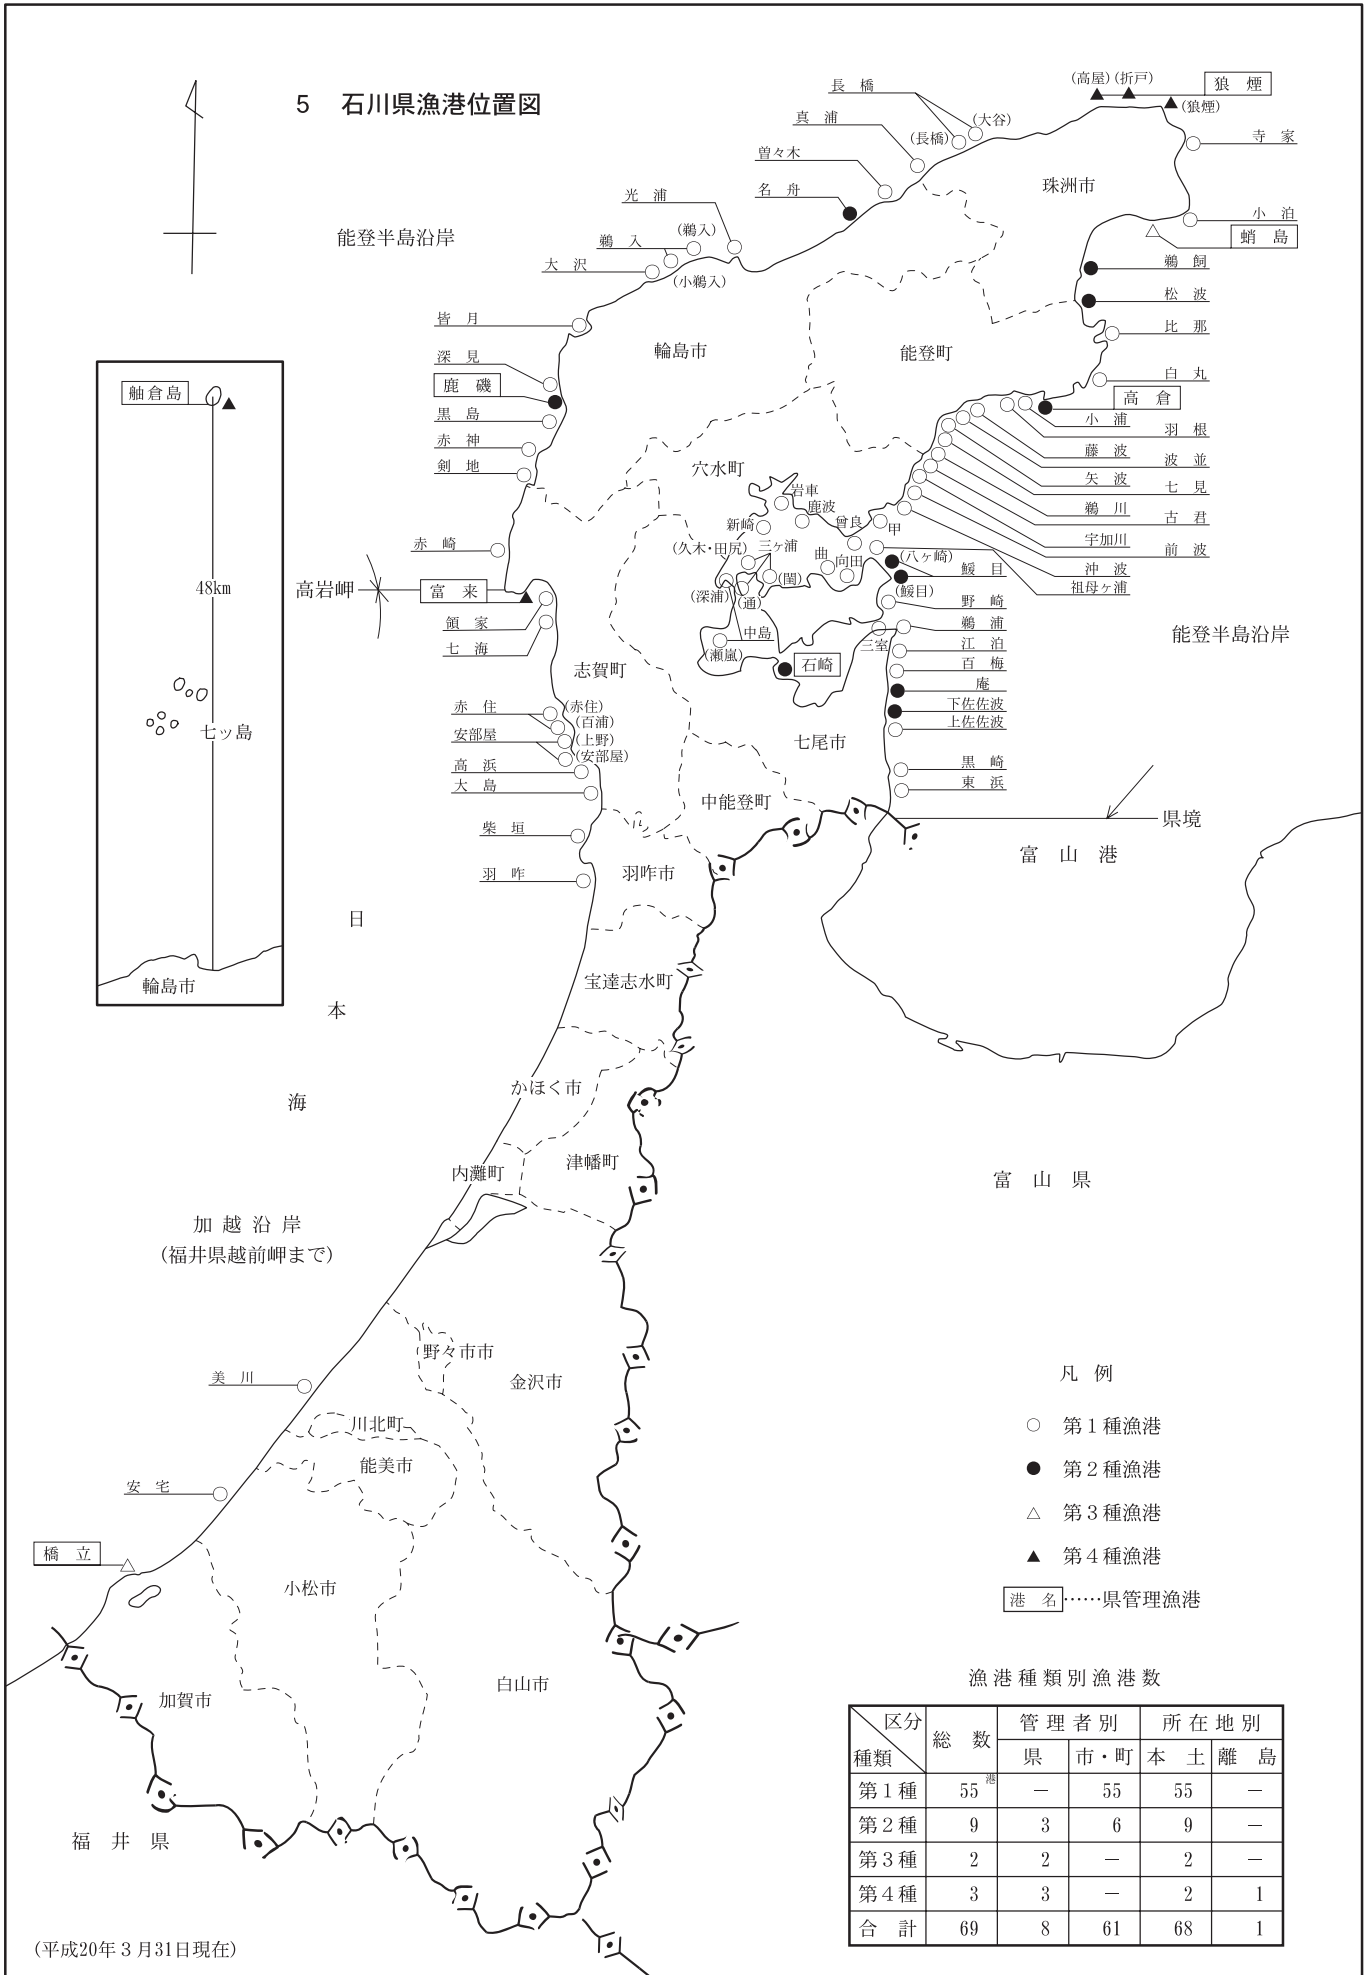 5 石川県漁港位置図
能登半島沿岸
長橋
(長橋)
(大谷)
真浦
曽々木
名舟
光浦
鵜入
(鵜入)
(小鵜入)
大沢
皆月
深見
鹿磯
黒島
赤神
剣地
赤崎
高岩岬
富来
領家
七海
赤住
(赤住)
(百浦)
安部屋
(上野)
(安部屋)
高浜
大島
柴垣
羽咋
(高屋)
(折戸)
狼煙
(狼煙)
寺家
小泊
蛸島
鵜飼
松波
比那
白丸
高倉
小浦
羽根
藤波
波並
矢波
七見
鵜川
古君
宇加川
前波
沖波
祖母ヶ浦
鰀目
(八ヶ崎)
(鰀目)
野崎
鵜浦
三室
江泊
百梅
庵
下佐佐波
上佐佐波
黒崎
東浜
岩車
鹿波
新崎
曾良
甲
(久木・田尻)
三ヶ浦
曲
向田
(閨)
(深浦)
(通)
中島
(瀬嵐)
石崎
珠洲市
輪島市
能登町
穴水町
志賀町
七尾市
中能登町
羽咋市
宝達志水町
かほく市
内灘町
津幡町
野々市市
金沢市
川北町
能美市
小松市
白山市
加賀市
県境
富山港
能登半島沿岸
富山県
舳倉島
48km
七ッ島
輪島市
日
本
海
加越沿岸
(福井県越前岬まで)
美川
安宅
橋立
福井県
(平成20年3月31日現在)
凡例
○ 第1種漁港
● 第2種漁港
△ 第3種漁港
▲ 第4種漁港
港名……県管理漁港
漁港種類別漁港数
区分 総数 管理者別 所在地別
種類 県 市・町 本土 離島
第1種 55港 － 55 55 －
第2種 9 3 6 9 －
第3種 2 2 － 2 －
第4種 3 3 － 2 1
合計 69 8 61 68 1